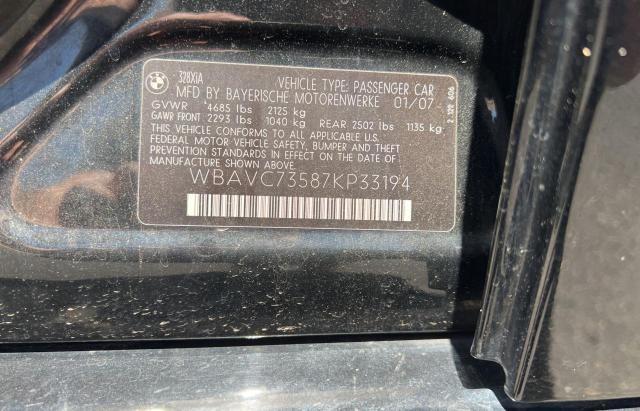 BMW
328XIA VEHICLE TYPE: PASSENGER CAR
MFD BY BAYERISCHE MOTORENWERKE 01/07
GVWR 4685 lbs 2125 kg
GAWR FRONT 2293 lbs 1040 kg REAR 2502 lbs 1135 kg
THIS VEHICLE CONFORMS TO ALL APPLICABLE
FEDERAL MOTOR VEHICLE SAFETY, BUMPER AND THEFT
PREVENTION STANDARDS IN EFFECT ON THE DATE OF
MANUFACTURE SHOWN ABOVE.
WBAVC73587KP33194